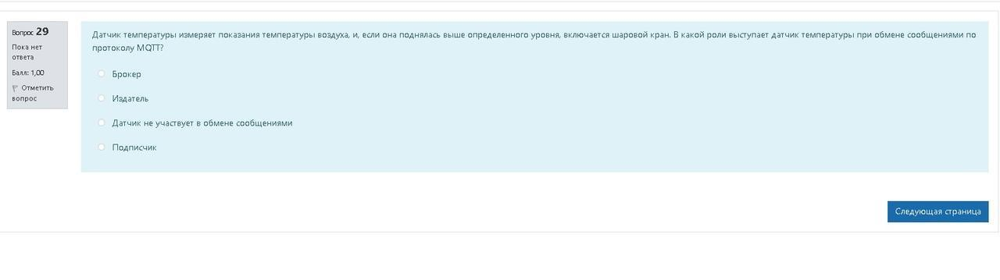 Вопрос 29
Пока нет
ответа
Балл: 1,00
Отметить
вопрос
Датчик температуры измеряет показания температуры воздуха, и, если она поднялась выше определенного уровня, включается шаровой кран. В какой роли выступает датчик температуры при обмене сообщениями по
протоколу MQTT?
Брокер
Издатель
Датчик не участвует в обмене сообщениями
Подписчик
Следующая страница